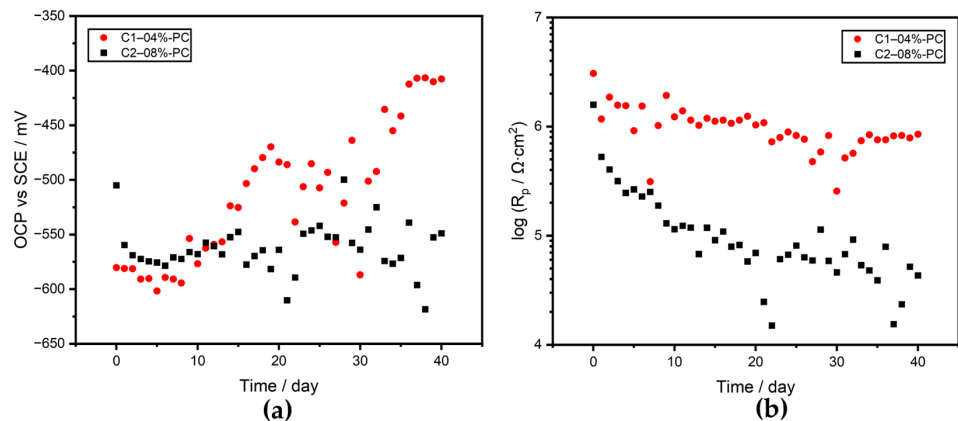 C1–04%-PC
C2–08%-PC
OCP vs SCE / mV
−350
−400
−450
−500
−550
−600
−650
0 10 20 30 40
Time / day
(a)
C1–04%-PC
C2–08%-PC
log (Rₚ / Ω·cm²)
7
6
5
4
0 10 20 30 40
Time / day
(b)